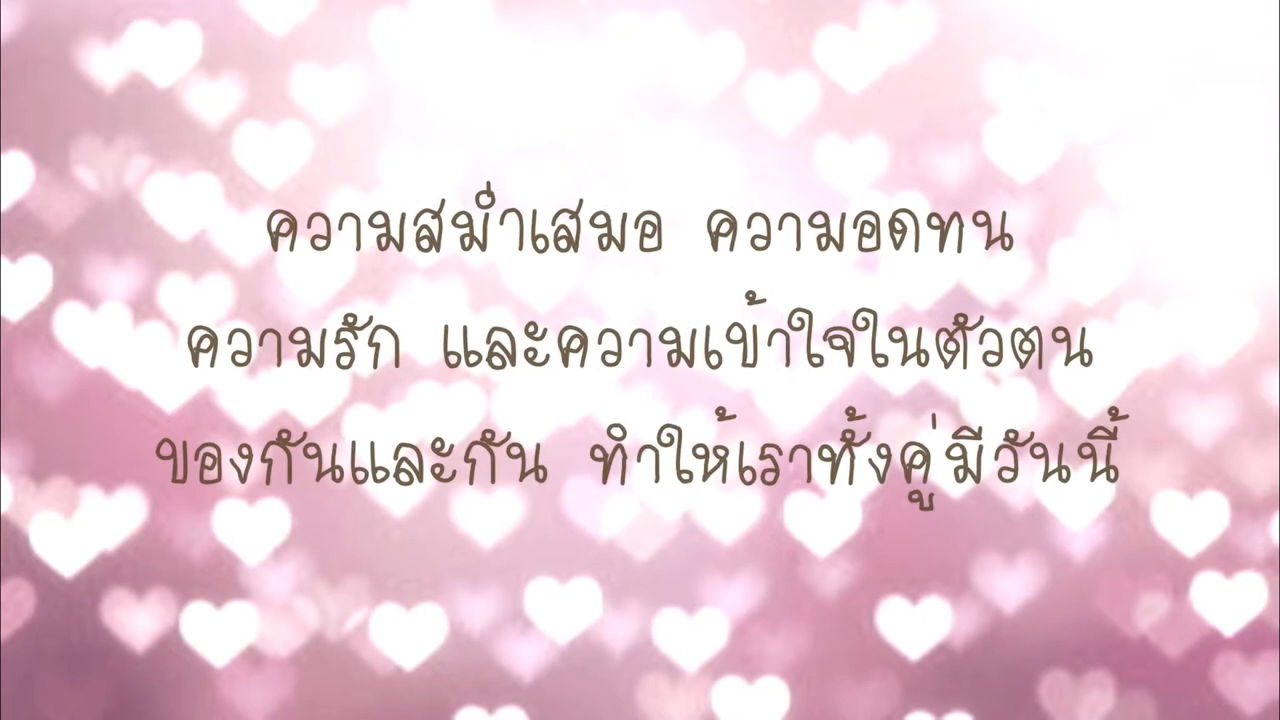 ความสม่ำเสมอ ความอดทน
ความรัก และความเข้าใจในตัวตน
ของกันและกัน ทำให้เราทั้งคู่มีวันนี้